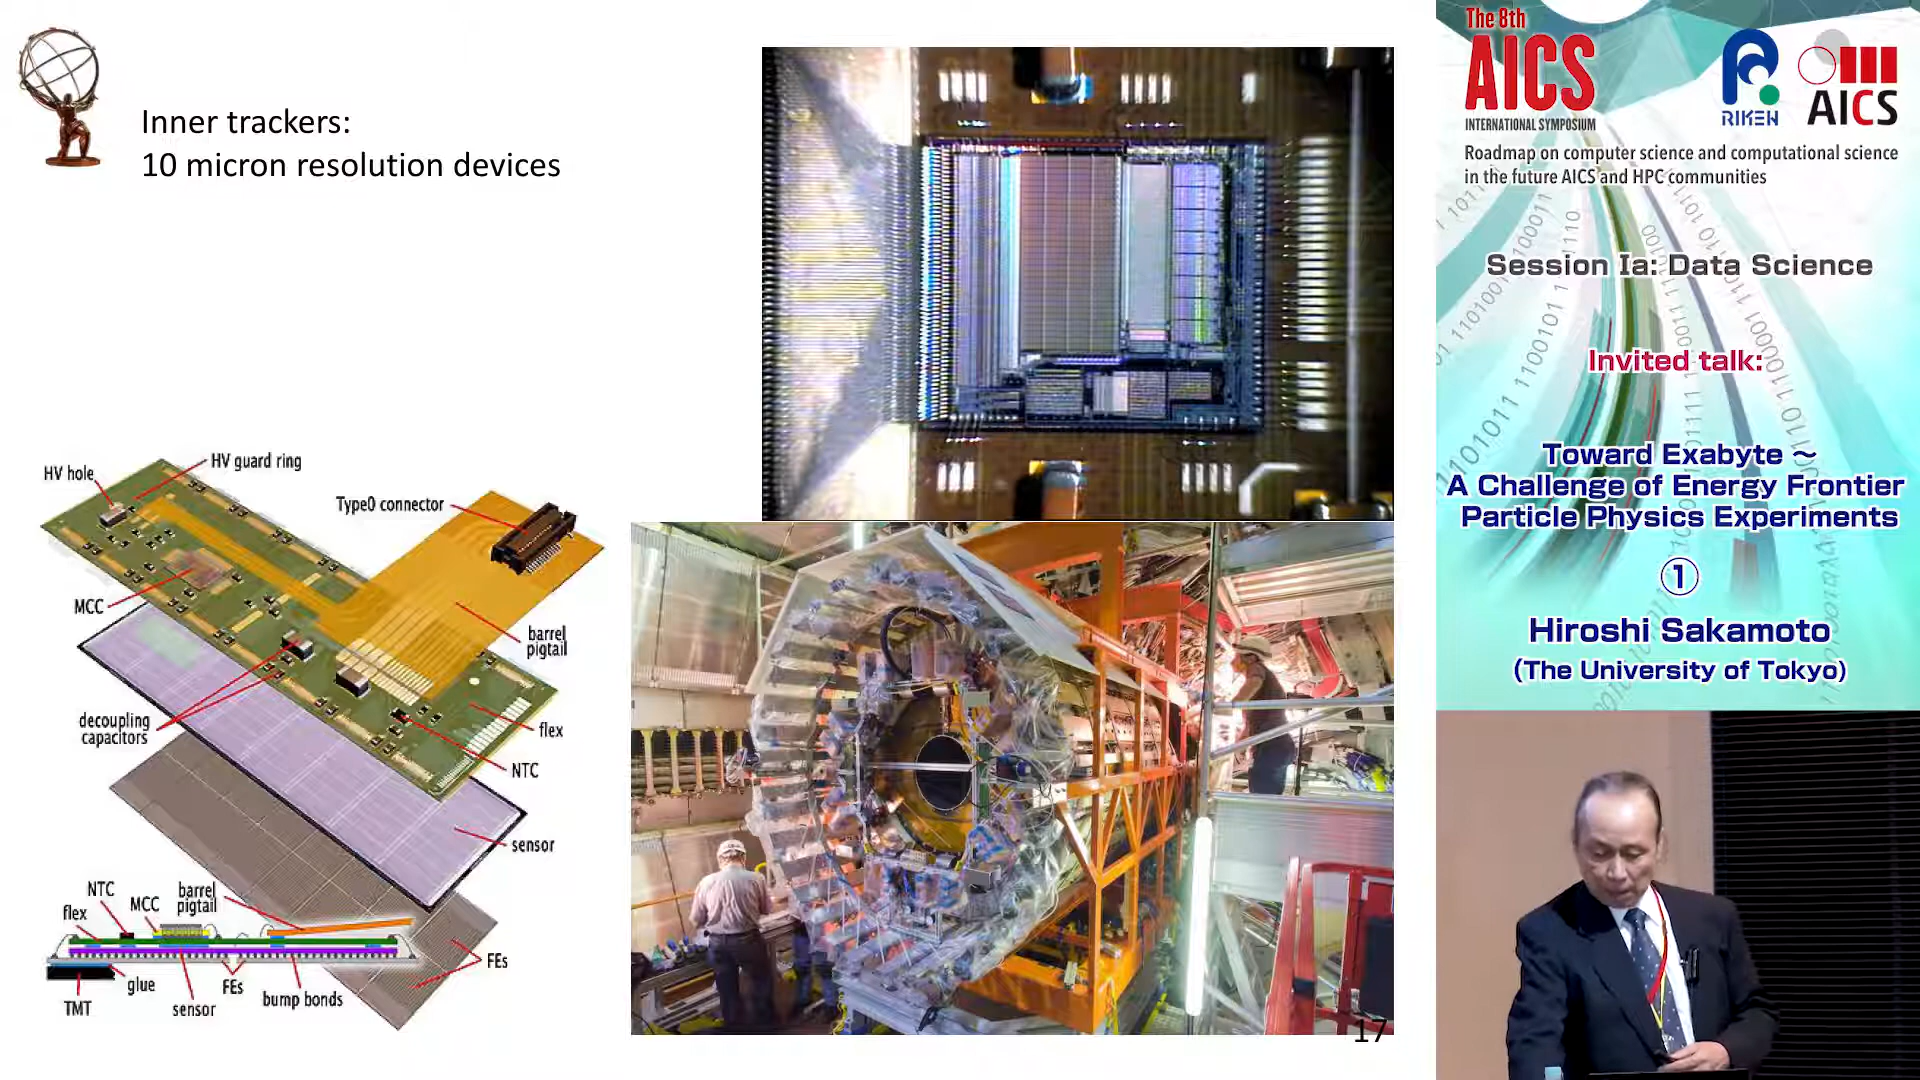 Inner trackers:
10 micron resolution devices
HV hole
HV guard ring
Type0 connector
MCC
barrel
pigtail
decoupling
capacitors
flex
NTC
sensor
NTC
MCC
barrel
pigtail
flex
FEs
glue
FEs
TMT
sensor
bump bonds
17
The 8th
AICS
INTERNATIONAL SYMPOSIUM
RIKEN
AICS
Roadmap on computer science and computational science
in the future AICS and HPC communities
Session Ia: Data Science
Invited talk:
Toward Exabyte ～
A Challenge of Energy Frontier
Particle Physics Experiments
①
Hiroshi Sakamoto
(The University of Tokyo)